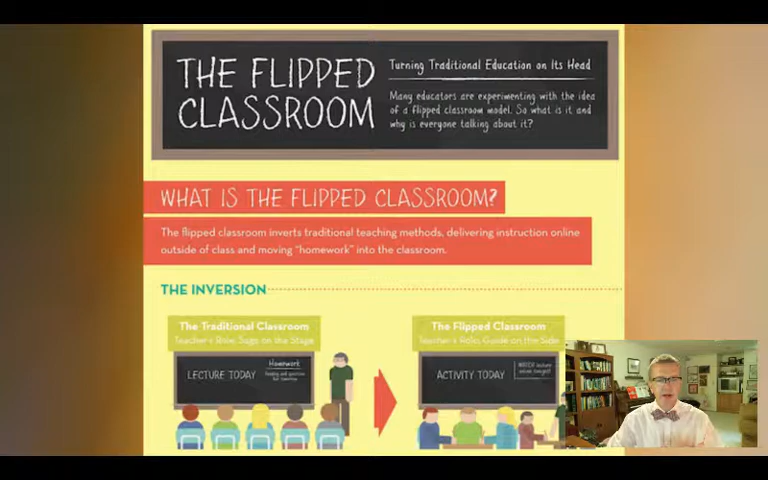 THE FLIPPED
CLASSROOM
Turning Traditional Education on Its Head
Many educators are experimenting with the idea
of a flipped classroom model. So what is it and
why is everyone talking about it?
WHAT IS THE FLIPPED CLASSROOM?
The flipped classroom inverts traditional teaching methods, delivering instruction online
outside of class and moving "homework" into the classroom.
THE INVERSION
The Traditional Classroom
Teacher's Role: Sage on the Stage
LECTURE TODAY
Homework
The Flipped Classroom
Teacher's Role: Guide on the Side
ACTIVITY TODAY